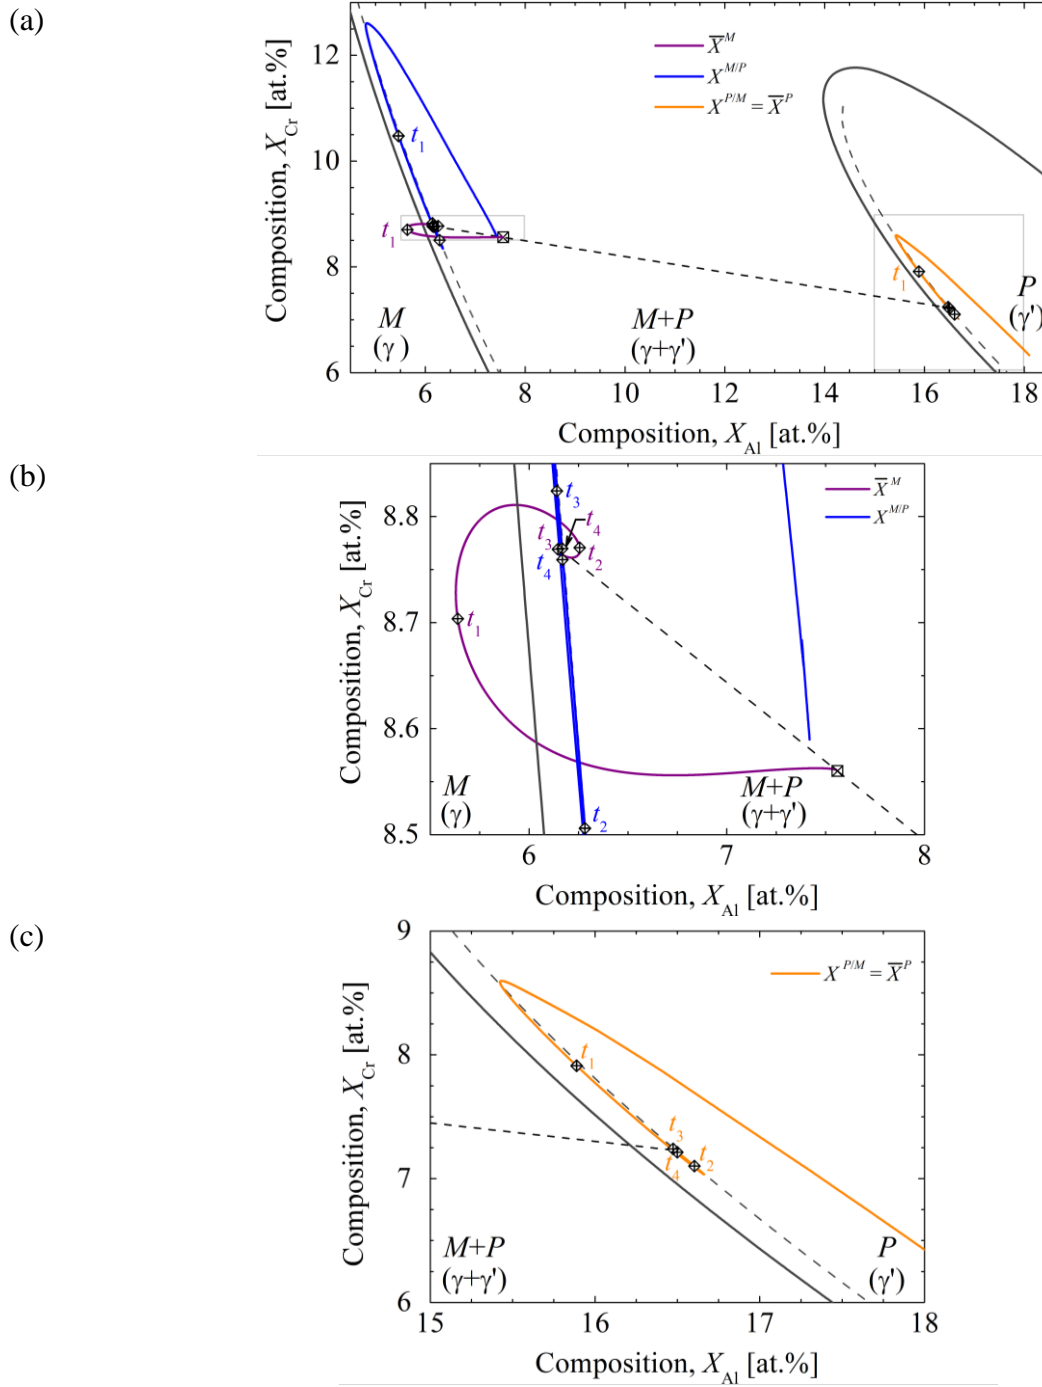 (a)
Composition, X_Cr [at.%]
12
10
8
6
X̄^M
X^M/P
X^P/M = X̄^P
t_1
t_1
t_1
M
(γ)
M+P
(γ+γ')
P
(γ')
6 8 10 12 14 16 18
Composition, X_Al [at.%]
(b)
Composition, X_Cr [at.%]
8.8
8.7
8.6
8.5
X̄^M
X^M/P
t_3
t_4
t_3
t_2
t_4
t_1
t_2
M
(γ)
M+P
(γ+γ')
6 7 8
Composition, X_Al [at.%]
(c)
Composition, X_Cr [at.%]
9
8
7
6
X^P/M = X̄^P
t_1
t_3
t_2
t_4
M+P
(γ+γ')
P
(γ')
15 16 17 18
Composition, X_Al [at.%]